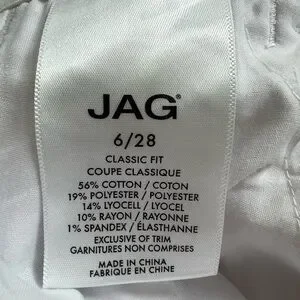 JAG®
6/28
CLASSIC FIT
COUPE CLASSIQUE
56% COTTON / COTON
19% POLYESTER / POLYESTER
14% LYOCELL / LYOCEL
10% RAYON / RAYONNE
1% SPANDEX / ÉLASTHANNE
EXCLUSIVE OF TRIM
GARNITURES NON COMPRISES
MADE IN CHINA
FABRIQUE EN CHINE